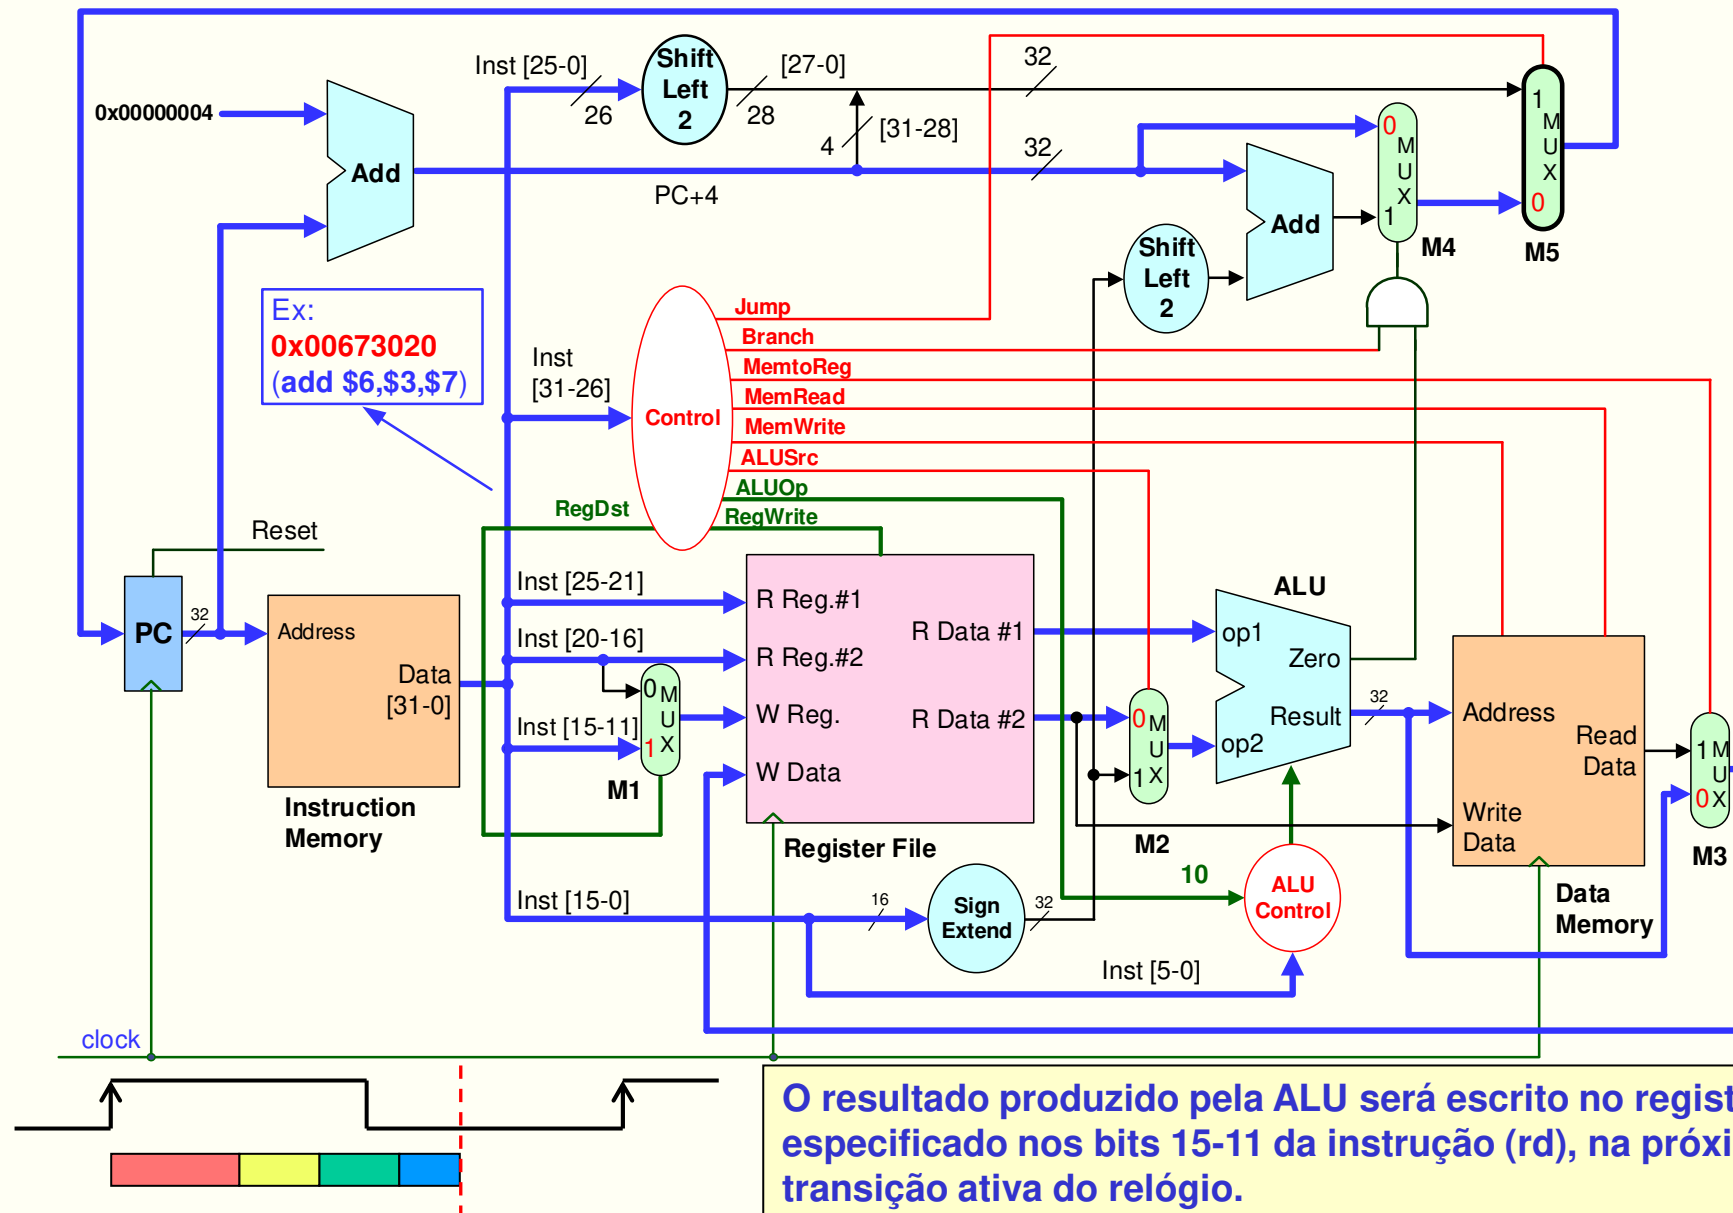 Inst [25-0]
26
Shift
Left
2
28
[27-0]
32
0x00000004
Add
4
[31-28]
PC+4
32
0
M
U
X
1
M4
1
M
U
X
0
M5
Add
Shift
Left
2
Ex:
0x00673020
(add $6,$3,$7)
Inst
[31-26]
Control
Jump
Branch
MemtoReg
MemRead
MemWrite
ALUSrc
ALUOp
RegWrite
RegDst
Reset
PC
32
Address
Data
[31-0]
Instruction
Memory
Inst [25-21]
Inst [20-16]
Inst [15-11]
0
M
U
1 X
M1
R Reg.#1
R Reg.#2
W Reg.
W Data
R Data #1
R Data #2
Register File
0
M
U
1 X
M2
ALU
op1
op2
Zero
Result
32
Address
Read
Data
Write
Data
Data
Memory
1 M
U
0 X
M3
Inst [15-0]
16
Sign
Extend
32
10
ALU
Control
Inst [5-0]
clock
O resultado produzido pela ALU será escrito no regist
especificado nos bits 15-11 da instrução (rd), na próxi
transição ativa do relógio.